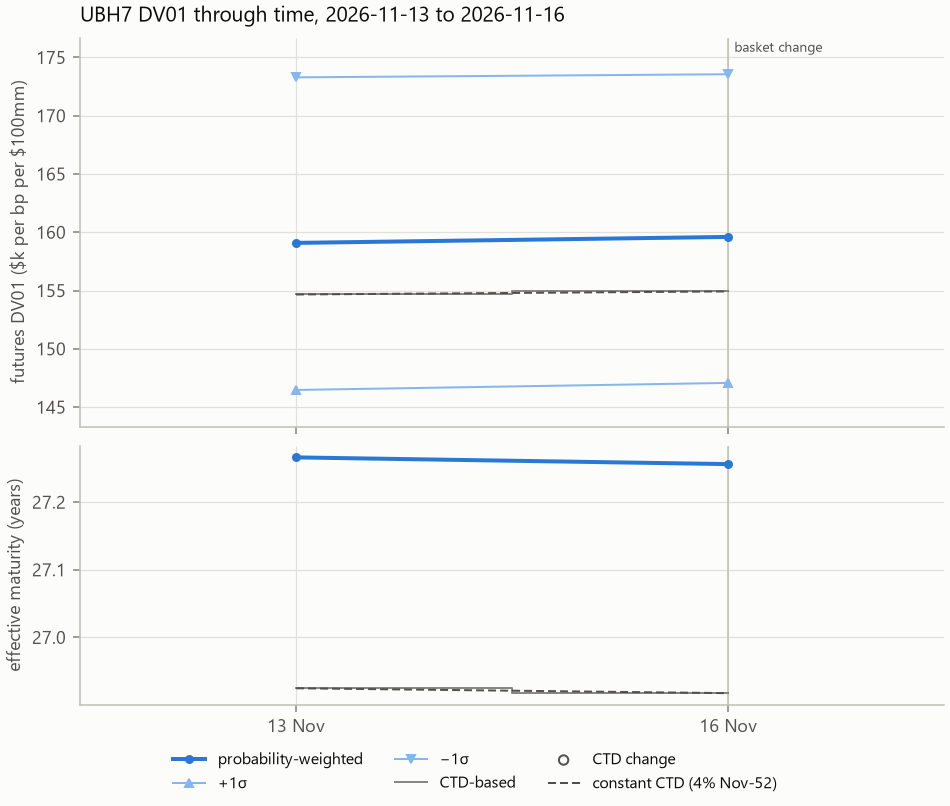 UBH7 DV01 through time, 2026-11-13 to 2026-11-16
futures DV01 ($k per bp per $100mm)
175
170
165
160
155
150
145
basket change
effective maturity (years)
27.2
27.1
27.0
13 Nov
16 Nov
probability-weighted
+1σ
−1σ
CTD-based
CTD change
constant CTD (4% Nov-52)